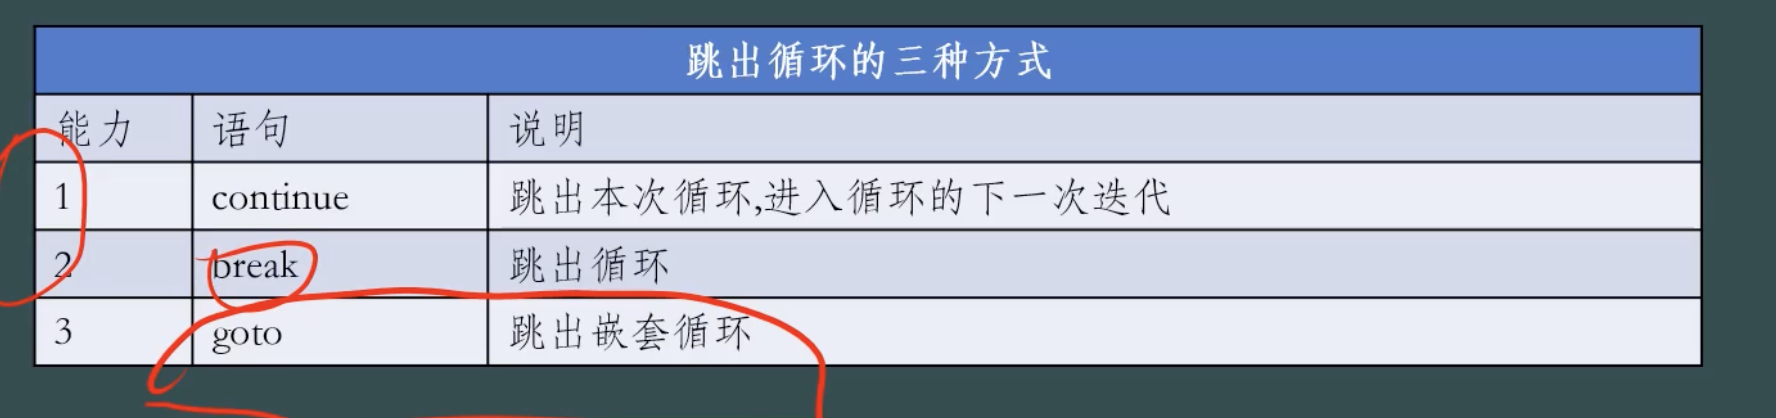 跳出循环的三种方式
能力 语句 说明
1 continue 跳出本次循环,进入循环的下一次迭代
2 break 跳出循环
3 goto 跳出嵌套循环